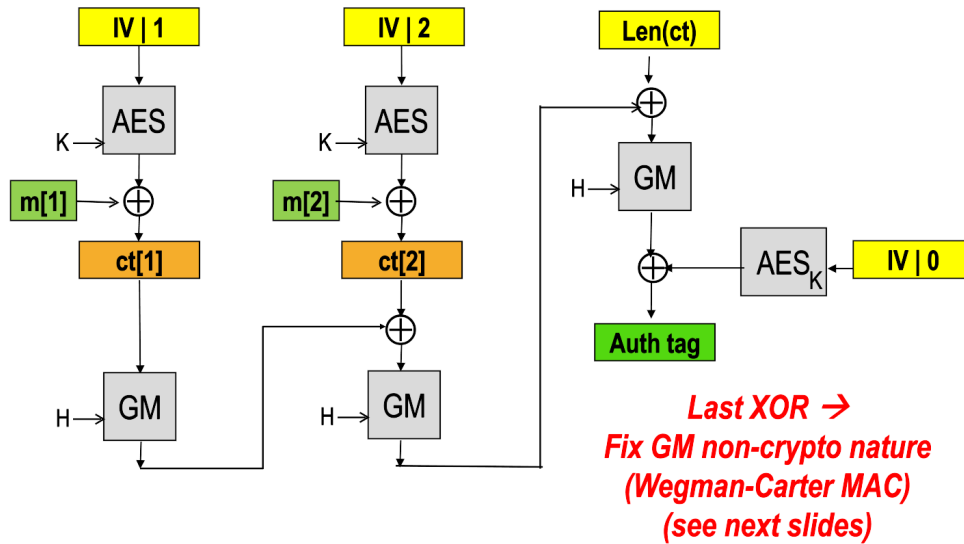 IV | 1
IV | 2
Len(ct)
AES
K
AES
K
GM
H
m[1]
m[2]
ct[1]
ct[2]
AESK
IV | 0
Auth tag
GM
H
GM
H
Last XOR →
Fix GM non-crypto nature
(Wegman-Carter MAC)
(see next slides)